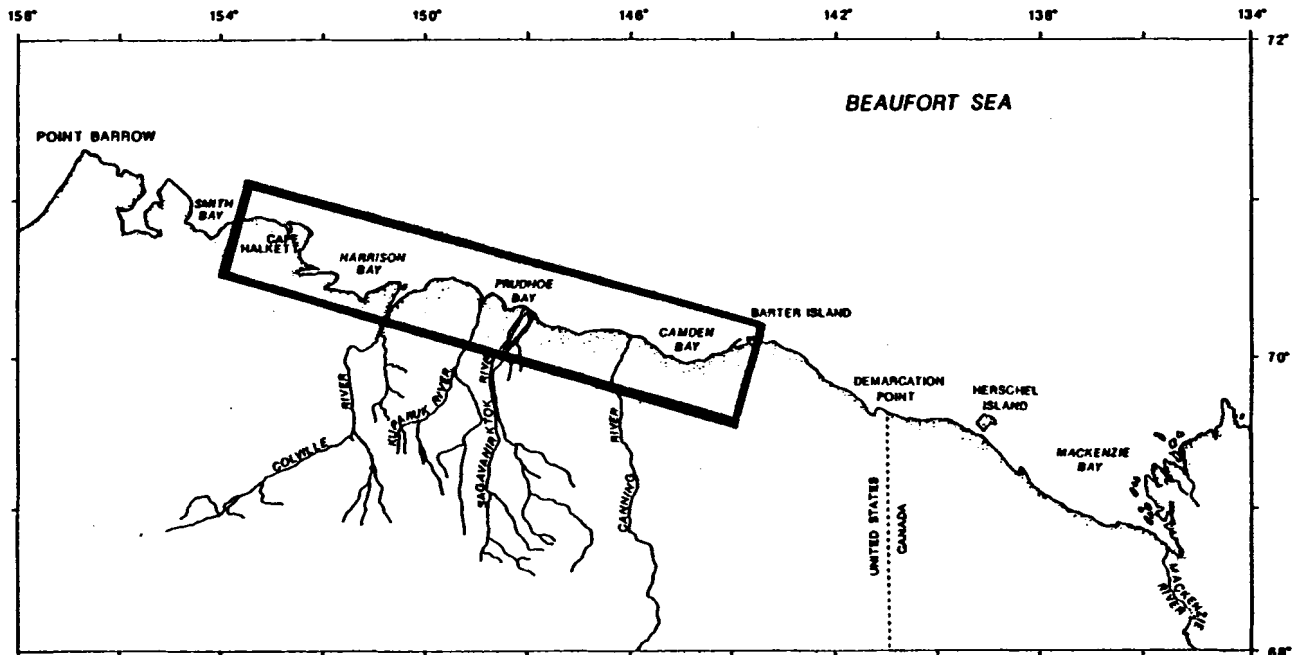 158°
154°
150°
146°
142°
138°
134°
72°
BEAUFORT SEA
POINT BARROW
SMITH
BAY
CAPE
HALKETT
HARRISON
BAY
PRUDHOE
BAY
BARTER ISLAND
CAMDEN
BAY
70°
DEMARCATION
POINT
HERSCHEL
ISLAND
MACKENZIE
BAY
COLVILLE
RIVER
KUPARUK RIVER
SAGAVANIRKTOK
RIVER
CANNING
RIVER
UNITED STATES
CANADA
MACKENZIE
RIVER
68°